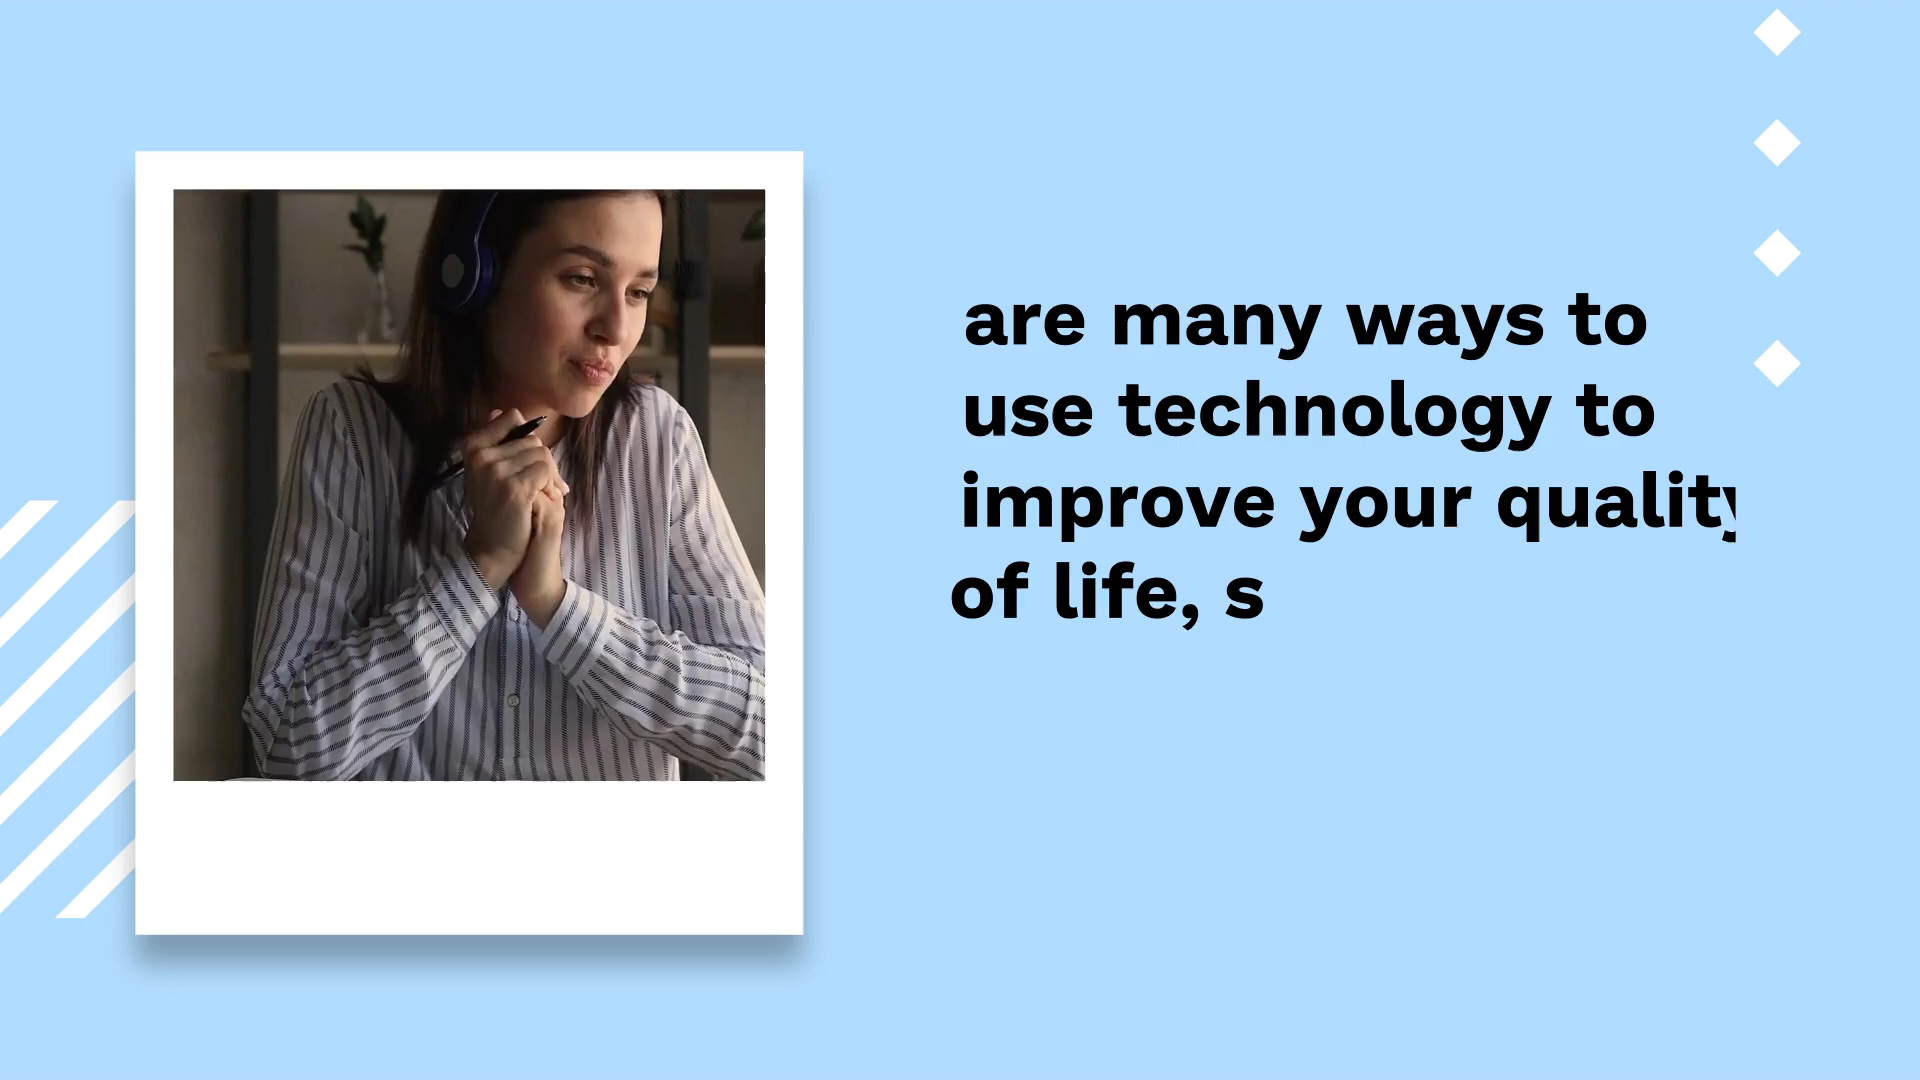 are many ways to
use technology to
improve your quality
of life, s